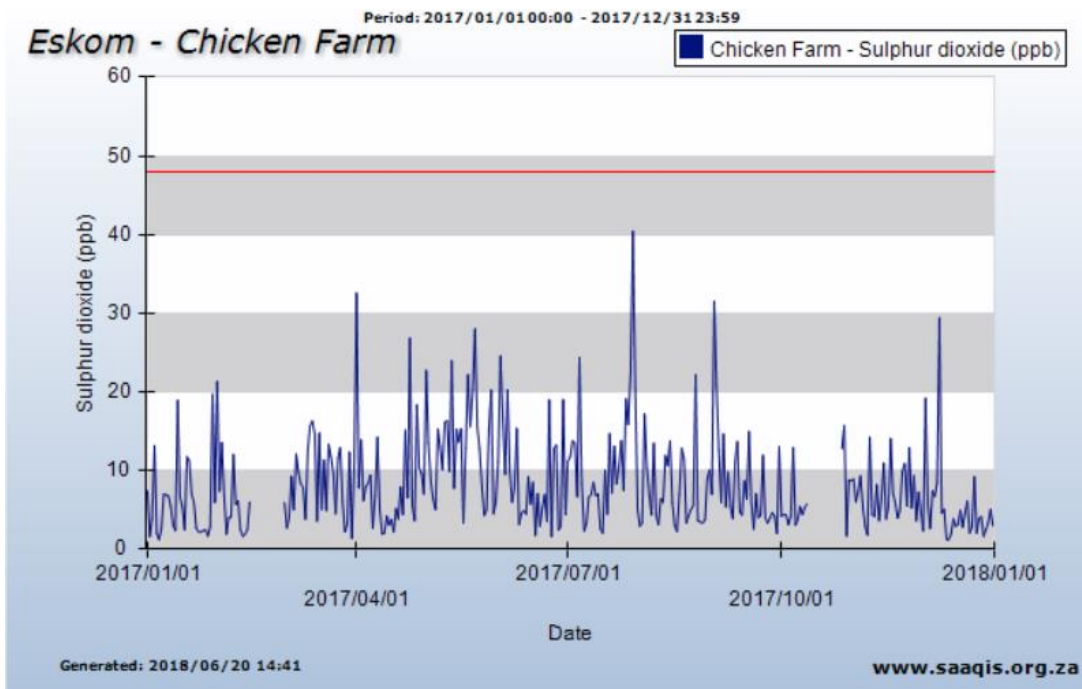 Period: 2017/01/01 00:00 - 2017/12/31 23:59
Eskom - Chicken Farm
Chicken Farm - Sulphur dioxide (ppb)
60
50
40
30
20
10
0
Sulphur dioxide (ppb)
2017/01/01
2017/04/01
2017/07/01
2017/10/01
2018/01/01
Date
Generated: 2018/06/20 14:41
www.saaqis.org.za